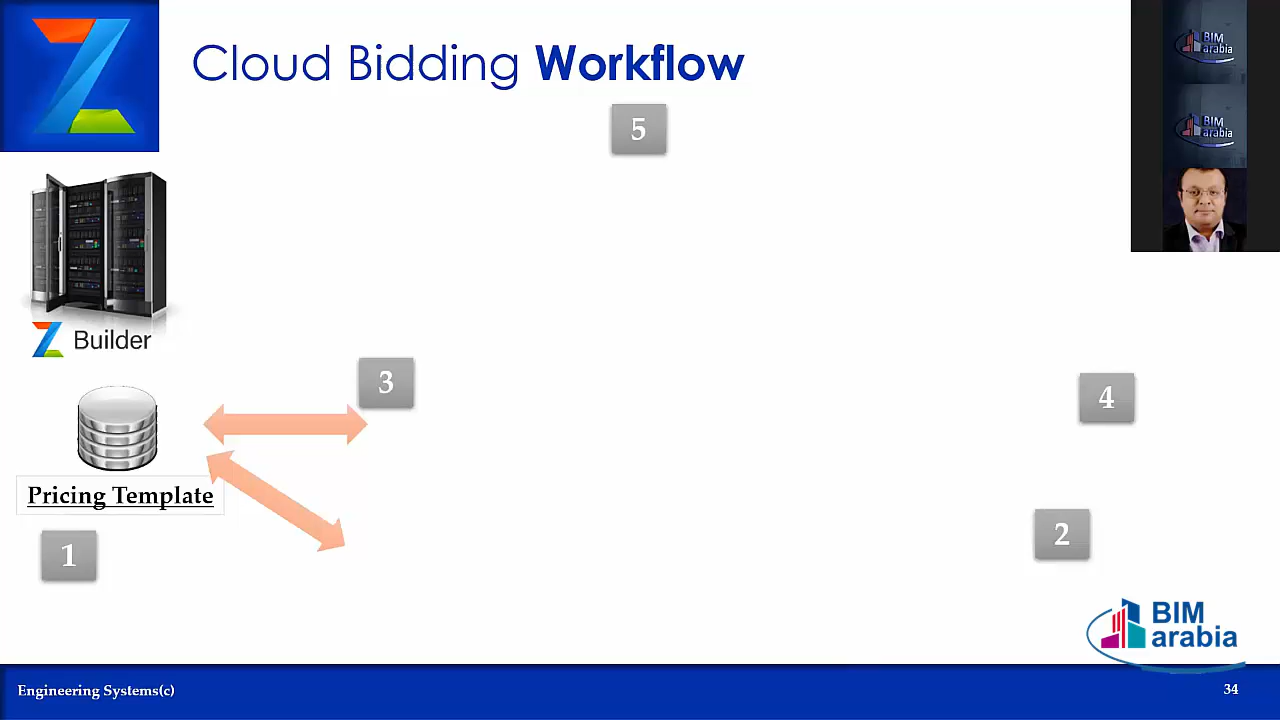 Cloud Bidding Workflow
BIM
arabia
BIM
arabia
5
Builder
3
4
Pricing Template
2
1
BIM
arabia
Engineering Systems(c)
34